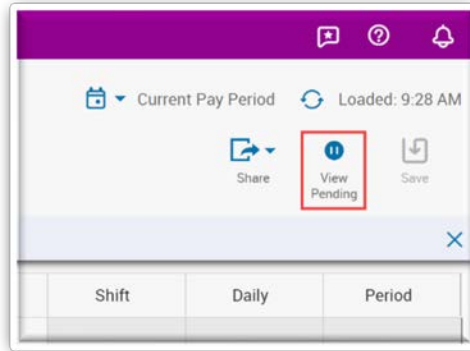 Current Pay Period Loaded: 9:28 AM
Share View Save
Pending
Shift Daily Period